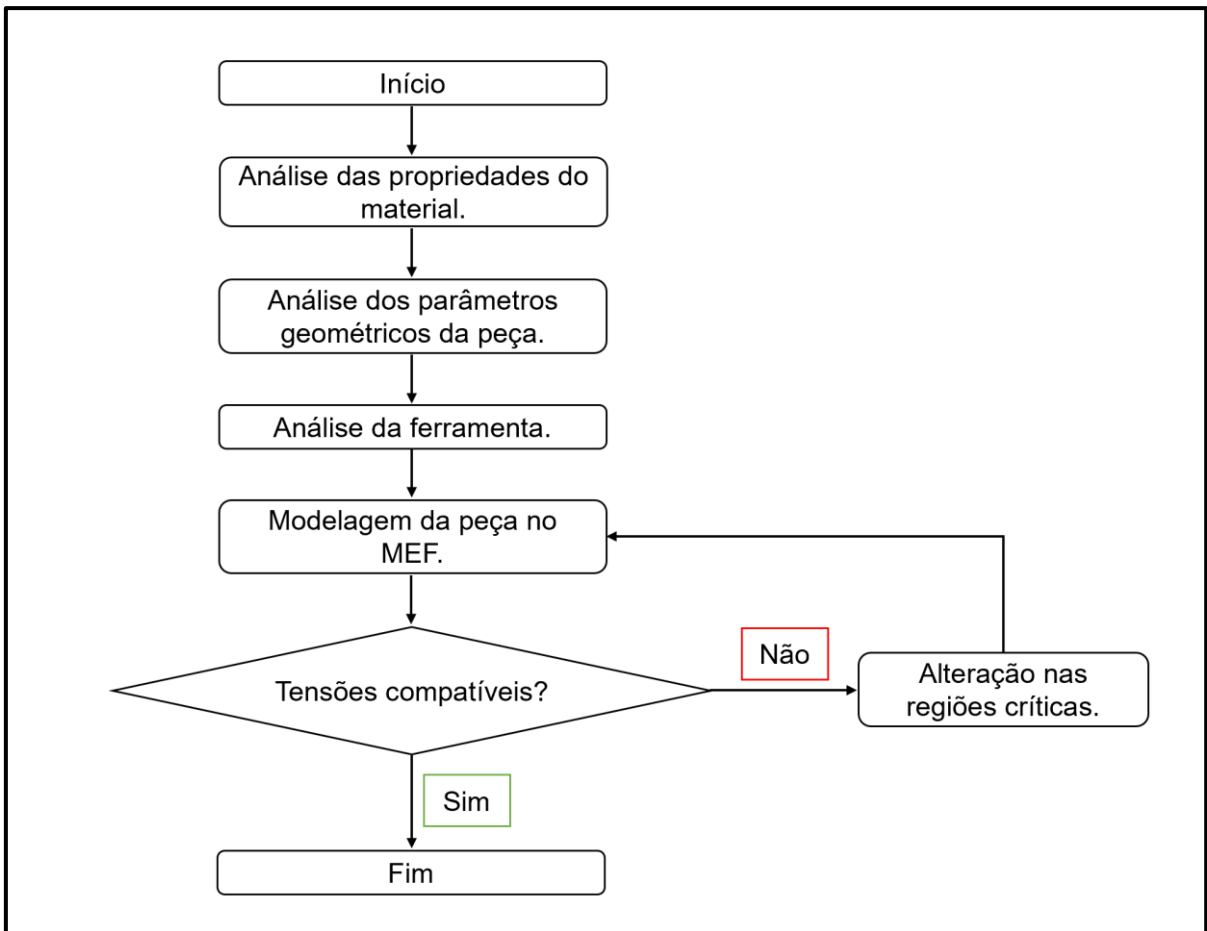 Início
Análise das propriedades do
material.
Análise dos parâmetros
geométricos da peça.
Análise da ferramenta.
Modelagem da peça no
MEF.
Tensões compatíveis?
Não
Alteração nas
regiões críticas.
Sim
Fim